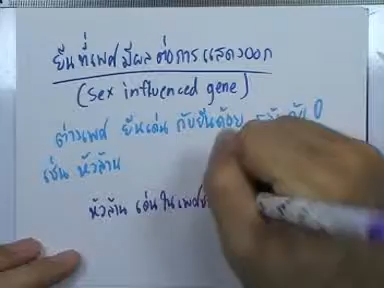 ยีนที่เพศมีผลต่อการแสดงออก
(sex influenced gene)
ต่างเพศ ยีนเด่น กับยีนด้อย
เช่น หัวล้าน
หัวล้าน เด่นในเพศ